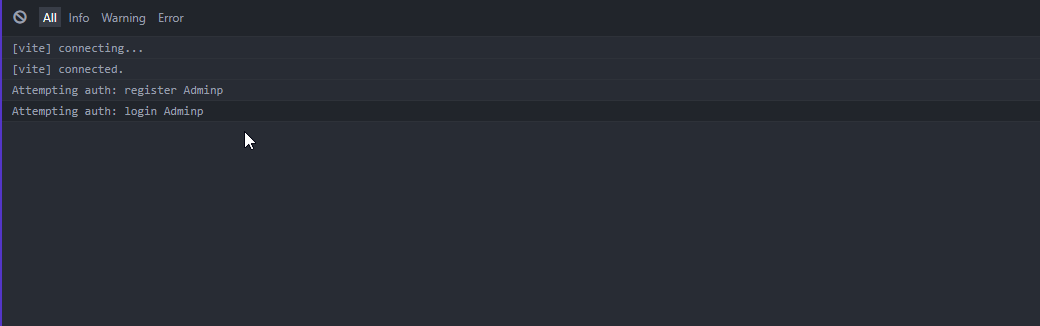 All Info Warning Error
[vite] connecting...
[vite] connected.
Attempting auth: register Adminp
Attempting auth: login Adminp